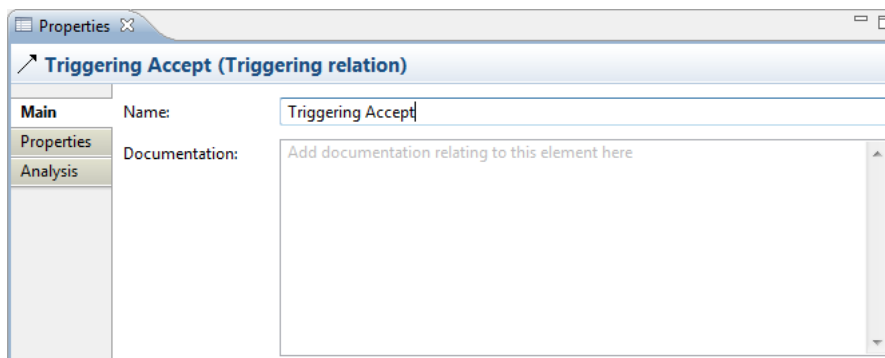 Properties
Triggering Accept (Triggering relation)
Main
Name:
Triggering Accept
Properties
Documentation:
Add documentation relating to this element here
Analysis